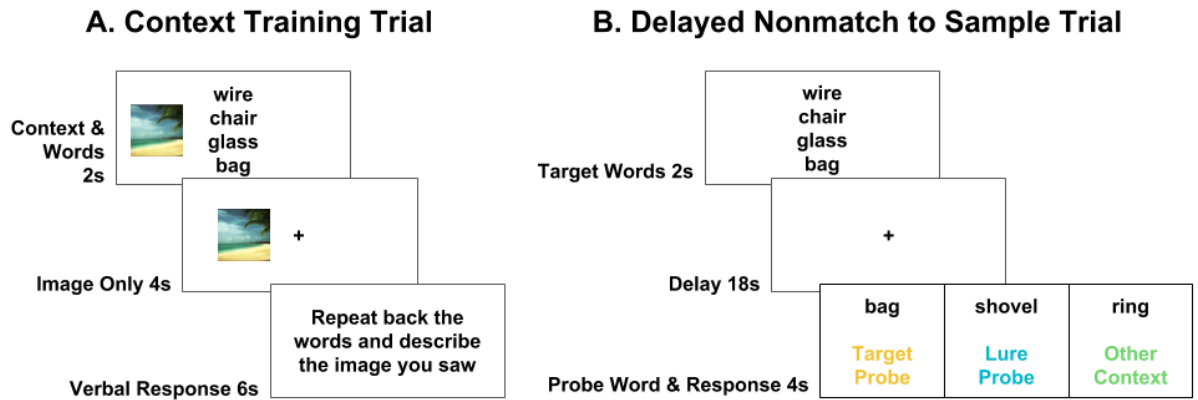 A. Context Training Trial
Context &
Words
2s
wire
chair
glass
bag
+
Image Only 4s
Repeat back the
words and describe
the image you saw
Verbal Response 6s
B. Delayed Nonmatch to Sample Trial
Target Words 2s
wire
chair
glass
bag
+
Delay 18s
Probe Word & Response 4s
bag
Target
Probe
shovel
Lure
Probe
ring
Other
Context